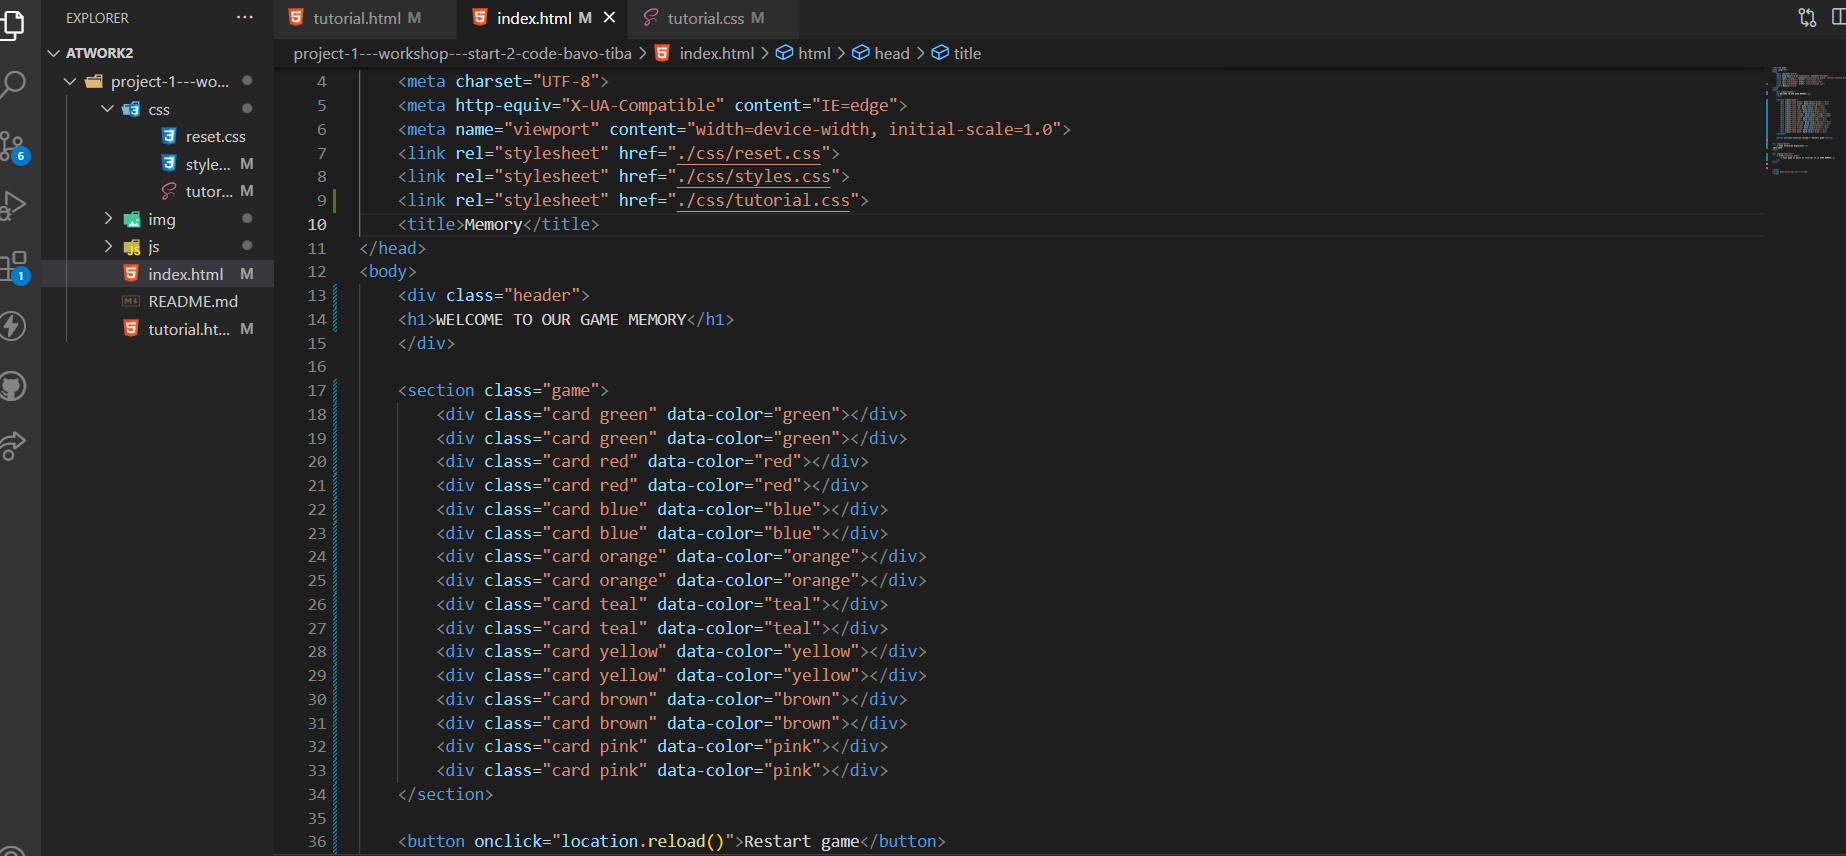 EXPLORER ···
ATWORK2
project-1---wo...
css
reset.css
style... M
tutor... M
img
js
index.html M
README.md
tutorial.ht... M
6
1
tutorial.html M
index.html M
tutorial.css M
project-1---workshop---start-2-code-bavo-tiba > index.html > html > head > title
4 <meta charset="UTF-8">
5 <meta http-equiv="X-UA-Compatible" content="IE=edge">
6 <meta name="viewport" content="width=device-width, initial-scale=1.0">
7 <link rel="stylesheet" href="./css/reset.css">
8 <link rel="stylesheet" href="./css/styles.css">
9 <link rel="stylesheet" href="./css/tutorial.css">
10 <title>Memory</title>
11 </head>
12 <body>
13 <div class="header">
14 <h1>WELCOME TO OUR GAME MEMORY</h1>
15 </div>
16
17 <section class="game">
18 <div class="card green" data-color="green"></div>
19 <div class="card green" data-color="green"></div>
20 <div class="card red" data-color="red"></div>
21 <div class="card red" data-color="red"></div>
22 <div class="card blue" data-color="blue"></div>
23 <div class="card blue" data-color="blue"></div>
24 <div class="card orange" data-color="orange"></div>
25 <div class="card orange" data-color="orange"></div>
26 <div class="card teal" data-color="teal"></div>
27 <div class="card teal" data-color="teal"></div>
28 <div class="card yellow" data-color="yellow"></div>
29 <div class="card yellow" data-color="yellow"></div>
30 <div class="card brown" data-color="brown"></div>
31 <div class="card brown" data-color="brown"></div>
32 <div class="card pink" data-color="pink"></div>
33 <div class="card pink" data-color="pink"></div>
34 </section>
35
36 <button onclick="location.reload()">Restart game</button>